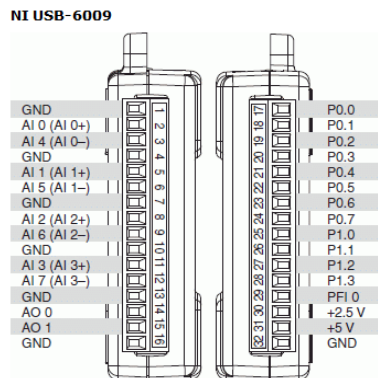 NI USB-6009
GND 1
AI 0 (AI 0+) 2
AI 4 (AI 0–) 3
GND 4
AI 1 (AI 1+) 5
AI 5 (AI 1–) 6
GND 7
AI 2 (AI 2+) 8
AI 6 (AI 2–) 9
GND 10
AI 3 (AI 3+) 11
AI 7 (AI 3–) 12
GND 13
AO 0 14
AO 1 15
GND 16
17 P0.0
18 P0.1
19 P0.2
20 P0.3
21 P0.4
22 P0.5
23 P0.6
24 P0.7
25 P1.0
26 P1.1
27 P1.2
28 P1.3
29 PFI 0
30 +2.5 V
31 +5 V
32 GND